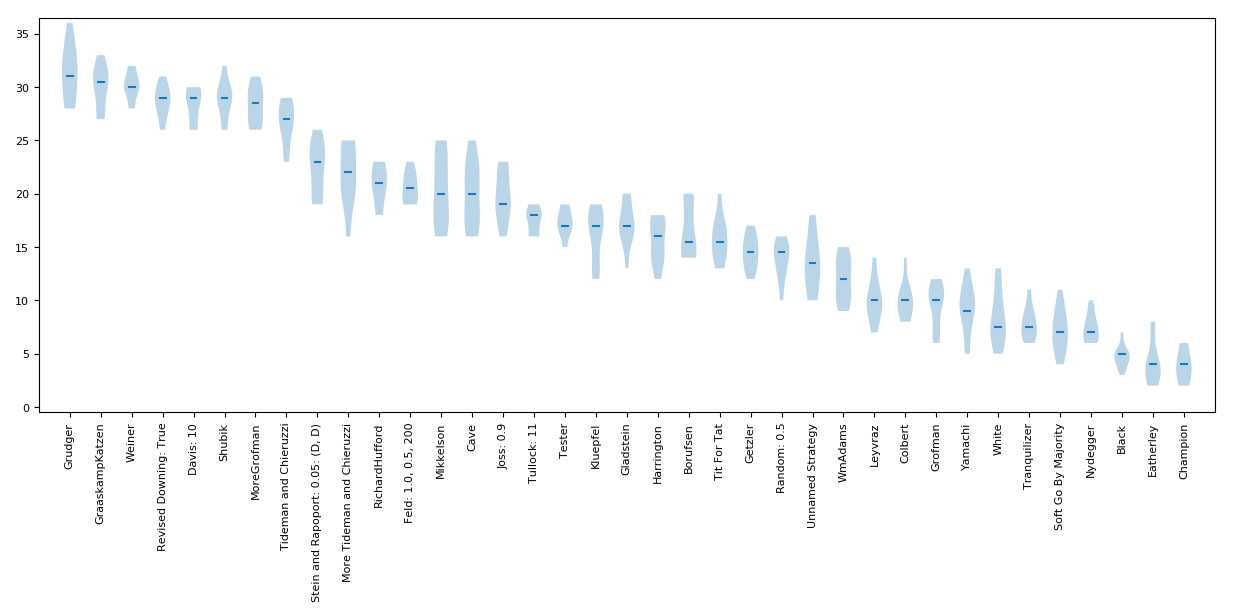 35
30
25
20
15
10
5
0
Grudger
GraaskampKatzen
Weiner
Revised Downing: True
Davis: 10
Shubik
MoreGrofman
Tideman and Chieruzzi
Stein and Rapoport: 0.05: (D, D)
More Tideman and Chieruzzi
RichardHufford
Feld: 1.0, 0.5, 200
Mikkelson
Cave
Joss: 0.9
Tullock: 11
Tester
Kluepfel
Gladstein
Harrington
Borufsen
Tit For Tat
Getzler
Random: 0.5
Unnamed Strategy
WmAdams
Leyvraz
Colbert
Grofman
Yamachi
White
Tranquilizer
Soft Go By Majority
Nydegger
Black
Eatherley
Champion